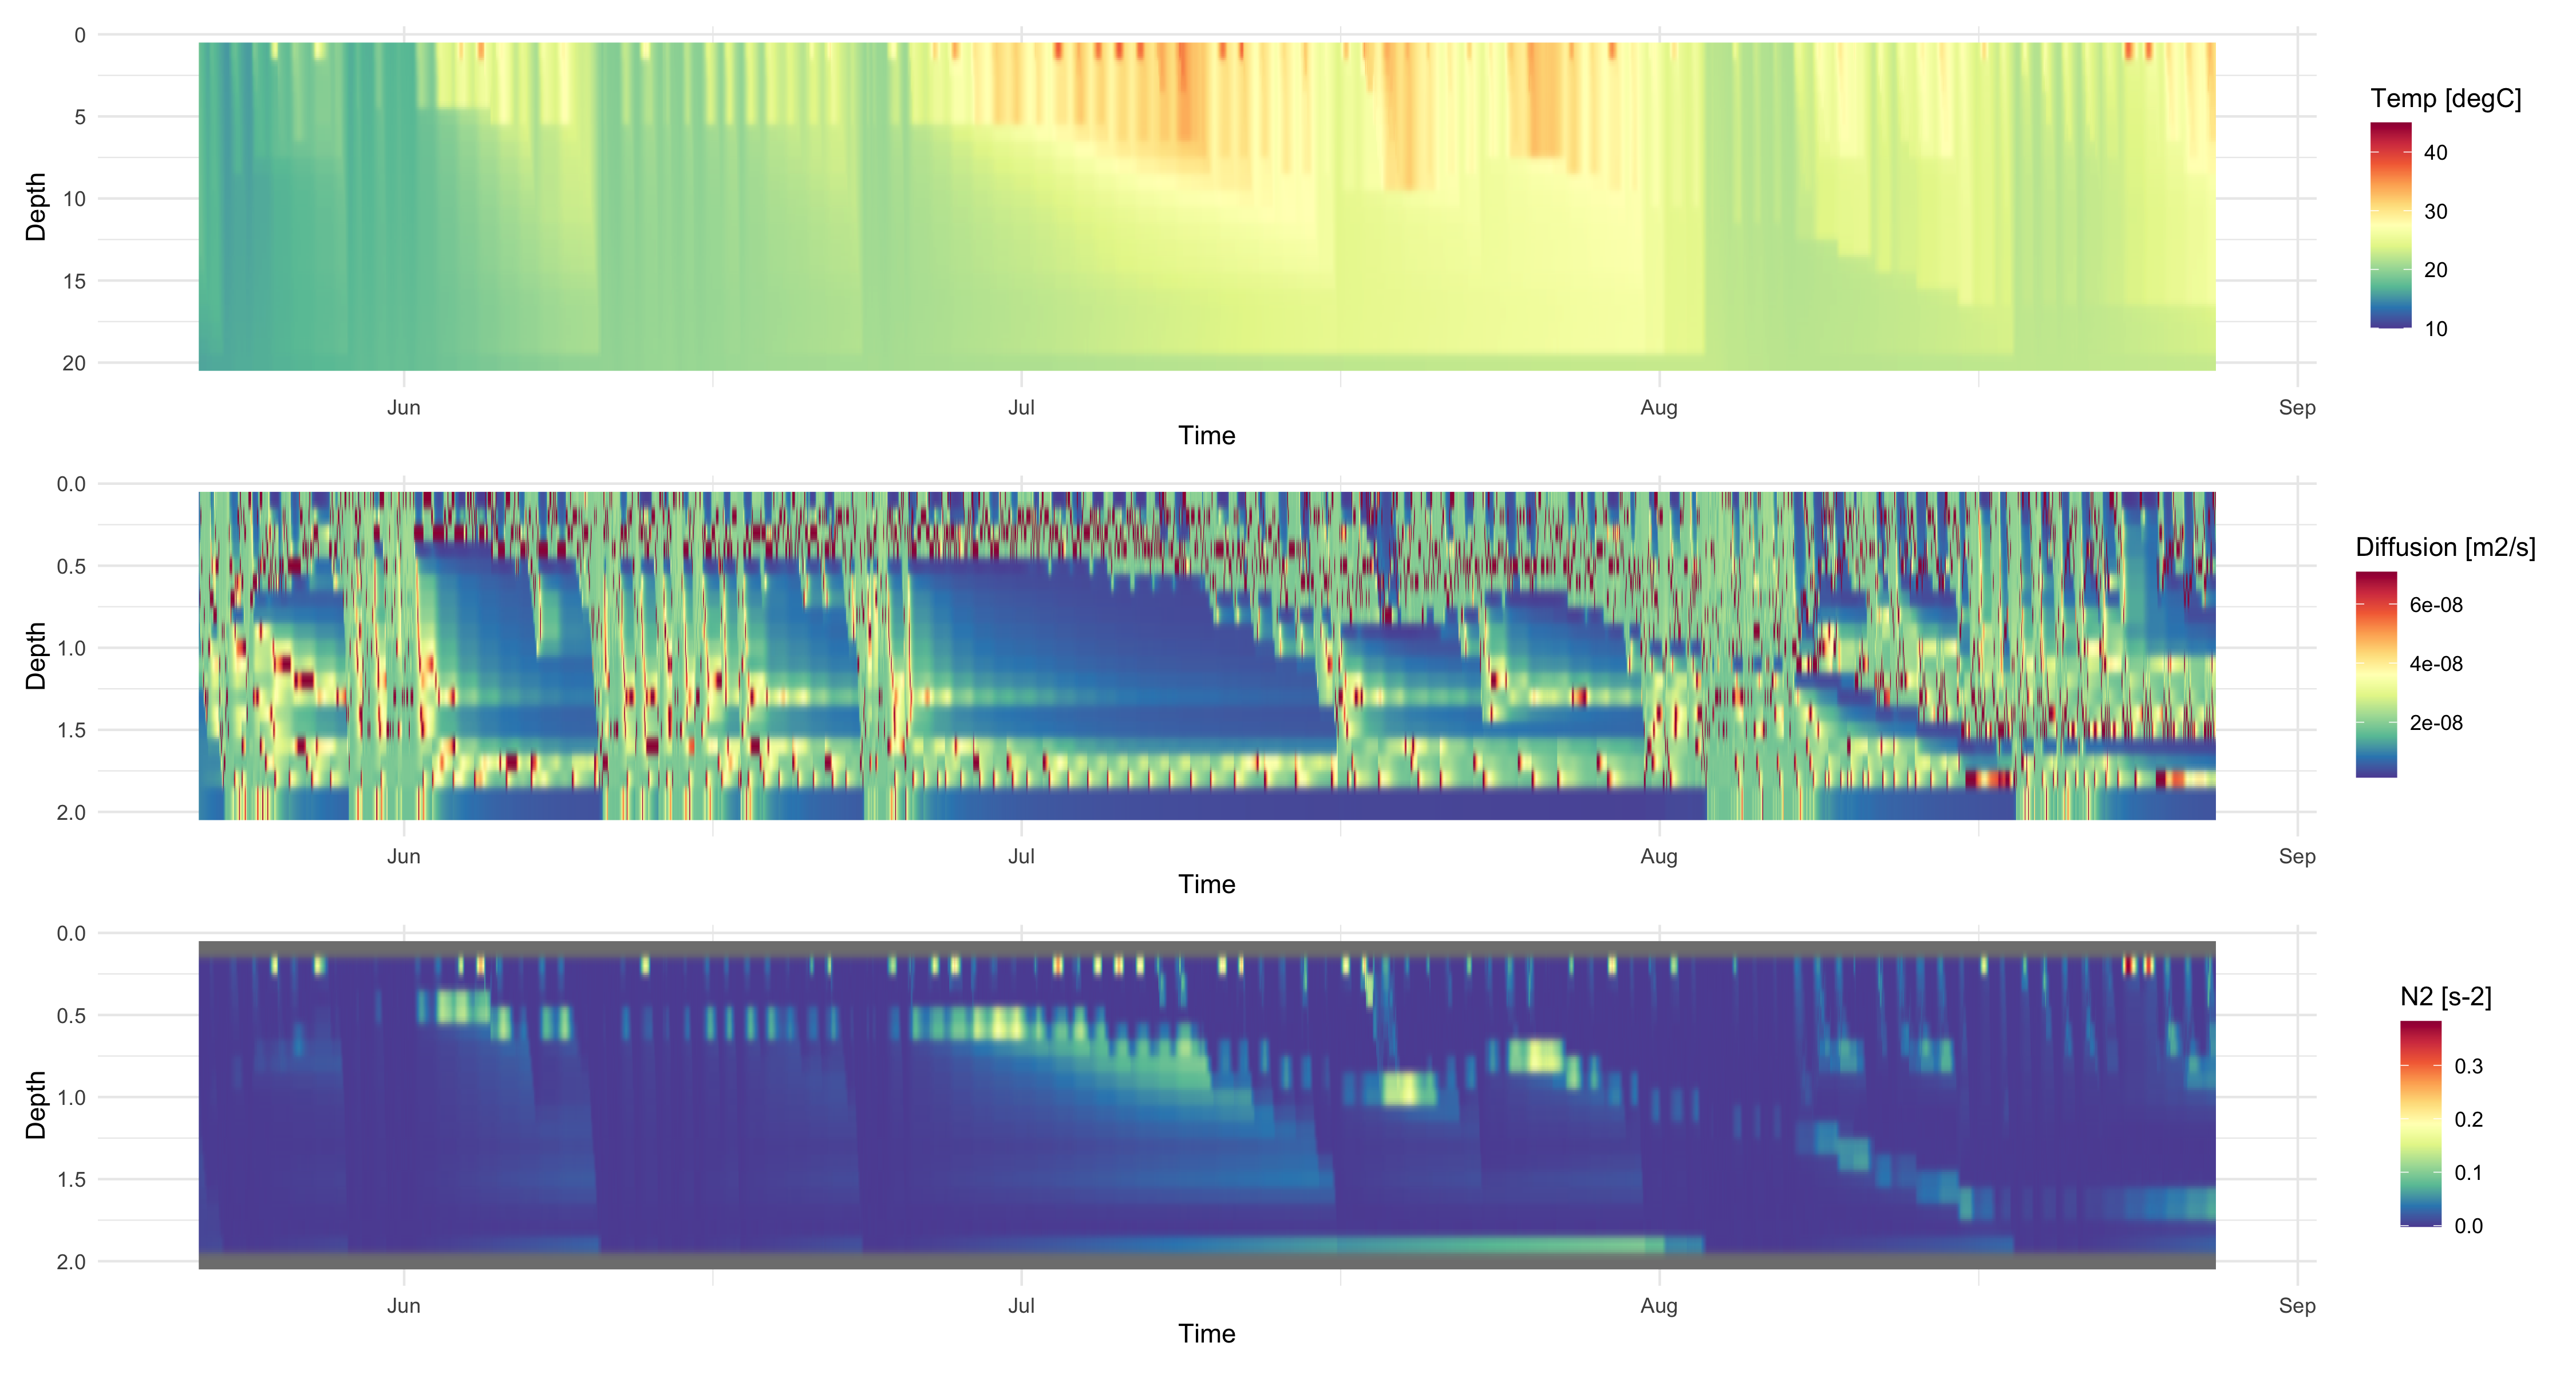 0
5
10
15
20
Depth
Jun
Jul
Aug
Sep
Time
Temp [degC]
40
30
20
10
0.0
0.5
1.0
1.5
2.0
Depth
Jun
Jul
Aug
Sep
Time
Diffusion [m2/s]
6e-08
4e-08
2e-08
0.0
0.5
1.0
1.5
2.0
Depth
Jun
Jul
Aug
Sep
Time
N2 [s-2]
0.3
0.2
0.1
0.0